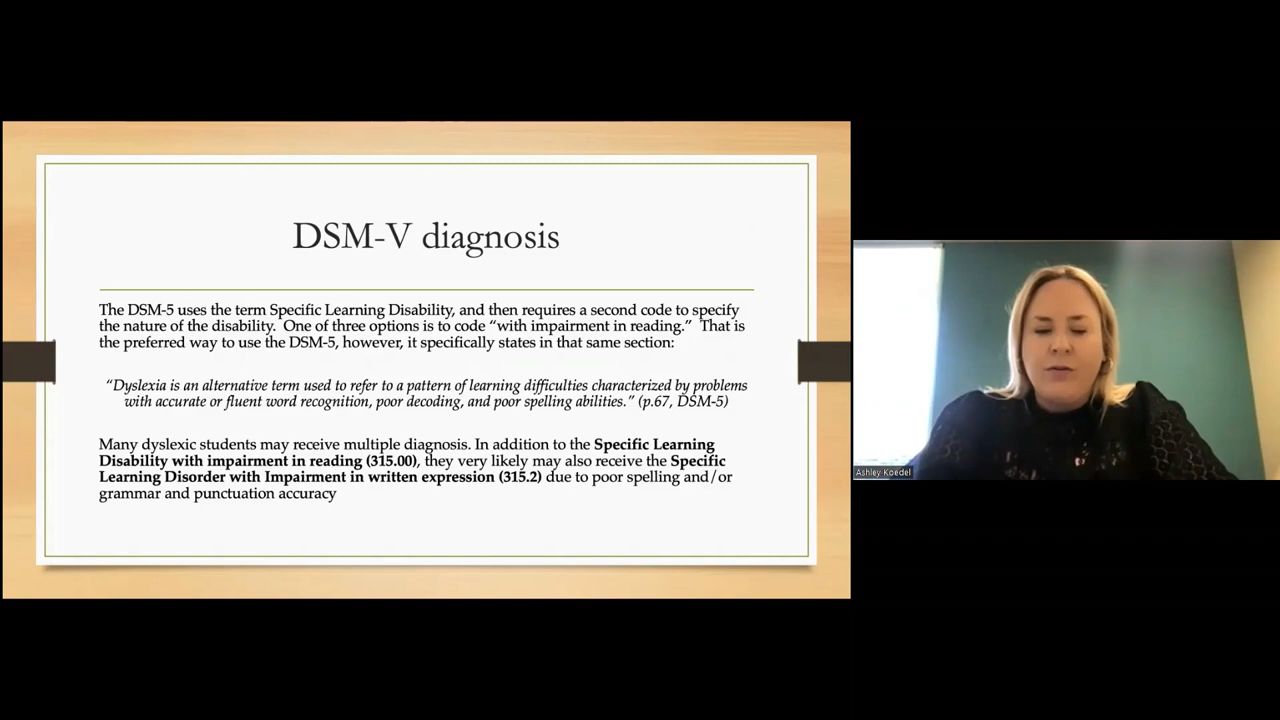 DSM-V diagnosis
The DSM-5 uses the term Specific Learning Disability, and then requires a second code to specify
the nature of the disability.  One of three options is to code “with impairment in reading.”  That is
the preferred way to use the DSM-5, however, it specifically states in that same section:
“Dyslexia is an alternative term used to refer to a pattern of learning difficulties characterized by problems
with accurate or fluent word recognition, poor decoding, and poor spelling abilities.” (p.67, DSM-5)
Many dyslexic students may receive multiple diagnosis. In addition to the Specific Learning
Disability with impairment in reading (315.00), they very likely may also receive the Specific
Learning Disorder with Impairment in written expression (315.2) due to poor spelling and/or
grammar and punctuation accuracy
Ashley Koedel